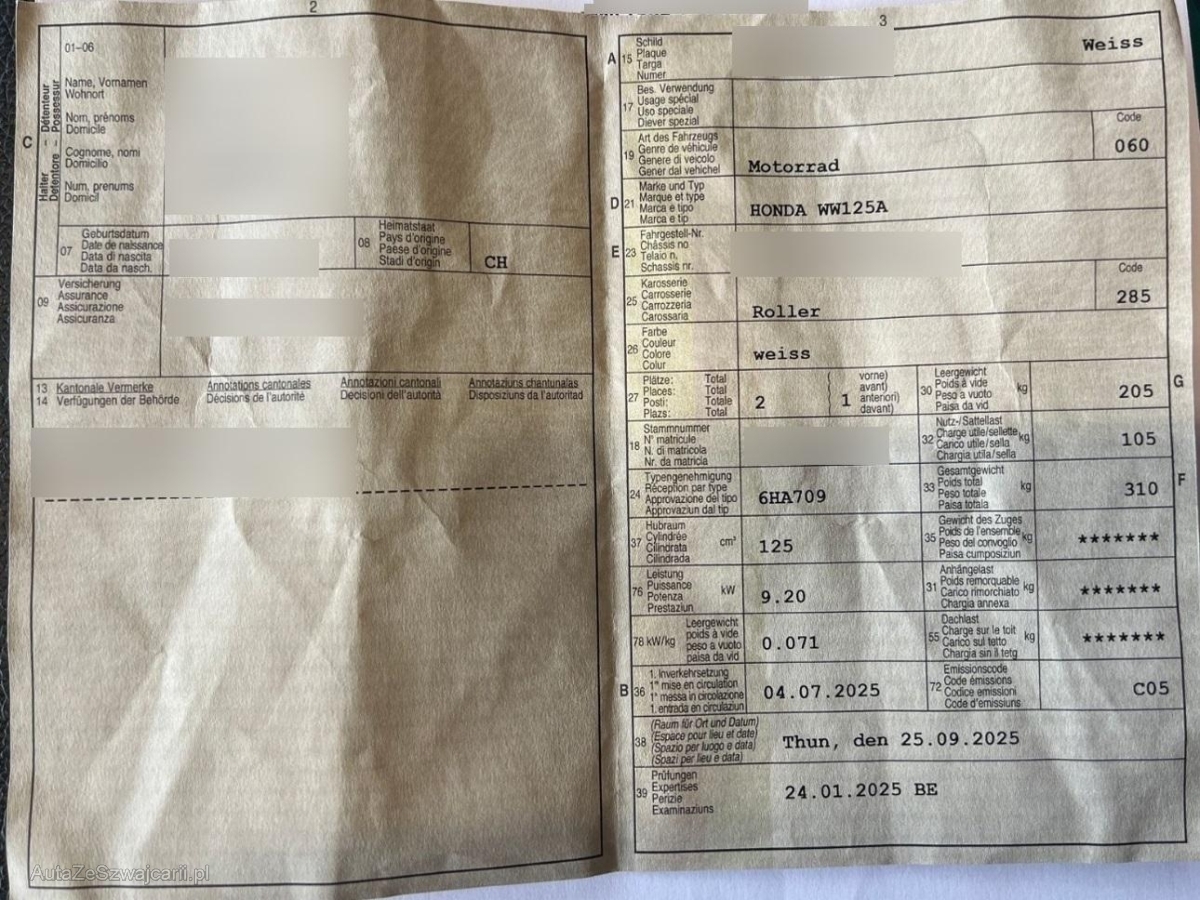 2
01-06
C
Halter – Détenteur
Detentore – Possessur
Name, Vornamen
Wohnort
Nom, prénoms
Domicile
Cognome, nomi
Domicilio
Num, prenums
Domicil
07
Geburtsdatum
Date de naissance
Data di nascita
Data da nasch.
08
Heimatstaat
Pays d'origine
Paese d'origine
Stadi d'origin
CH
09
Versicherung
Assurance
Assicurazione
Assicuranza
13 Kantonale Vermerke Annotations cantonales Annotazioni cantonali Annotaziuns chantunalas
14 Verfügungen der Behörde Décisions de l'autorité Decisioni dell'autorità Disposiziuns da l'autoritad
3
A 15
Schild
Plaque
Targa
Numer
Weiss
17
Bes. Verwendung
Usage spécial
Uso speciale
Diever spezial
19
Art des Fahrzeugs
Genre de véhicule
Genere di veicolo
Gener dal vehichel
Motorrad
Code
060
D 21
Marke und Typ
Marque et type
Marca e tipo
Marca e tip
HONDA WW125A
E 23
Fahrgestell-Nr.
Châssis no
Telaio n.
Schassis nr.
25
Karosserie
Carrosserie
Carrozzeria
Carossaria
Roller
Code
285
26
Farbe
Couleur
Colore
Colur
weiss
27
Plätze: Total
Places: Total
Posti: Totale
Plazs: Total
2
1
vorne)
avant)
anteriori)
davant)
30
Leergewicht
Poids à vide
Peso a vuoto
Paisa da vid
kg
205
G
18
Stammnummer
N° matricule
N. di matricola
Nr. da matricla
32
Nutz-/Sattellast
Charge utile/sellette
Carico utile/sella
Chargia utila/sella
kg
105
24
Typengenehmigung
Réception par type
Approvazione del tipo
Approvaziun dal tip
6HA709
33
Gesamtgewicht
Poids total
Peso totale
Paisa totala
kg
310
F
37
Hubraum
Cylindrée
Cilindrata
Cilindrada
cm³
125
35
Gewicht des Zuges
Poids de l'ensemble
Peso del convoglio
Paisa cumposiziun
kg
*******
76
Leistung
Puissance
Potenza
Prestaziun
kW
9.20
31
Anhängelast
Poids remorquable
Carico rimorchiato
Chargia annexa
kg
*******
78 kW/kg
Leergewicht
poids à vide
peso a vuoto
paisa da vid
0.071
55
Dachlast
Charge sur le toit
Carico sul tetto
Chargia sin il tetg
kg
*******
B 36
1. Inverkehrsetzung
1re mise en circulation
1a messa in circolazione
1. entrada en circulaziun
04.07.2025
72
Emissionscode
Code émissions
Codice emissioni
Code d'emissiuns
C05
38
(Raum für Ort und Datum)
(Espace pour lieu et date)
(Spazio per luogo e data)
(Spazi per lieu e data)
Thun, den 25.09.2025
39
Prüfungen
Expertises
Perizie
Examinaziuns
24.01.2025 BE
AutaZeSzwajcarii.pl